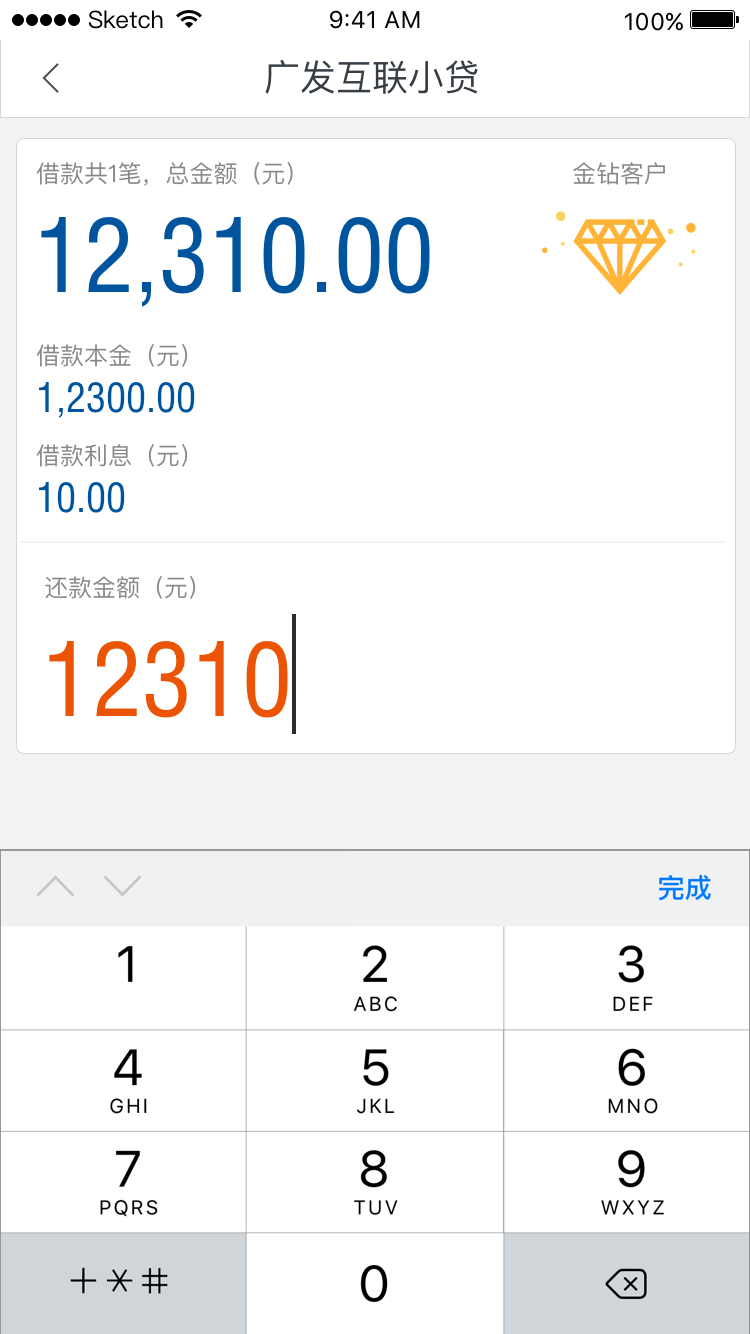 Sketch 9:41 AM 100%
广发互联小贷
借款共1笔，总金额（元） 金钻客户
12,310.00
借款本金（元）
1,2300.00
借款利息（元）
10.00
还款金额（元）
12310
完成
1 2 3
ABC DEF
4 5 6
GHI JKL MNO
7 8 9
PQRS TUV WXYZ
+ * # 0